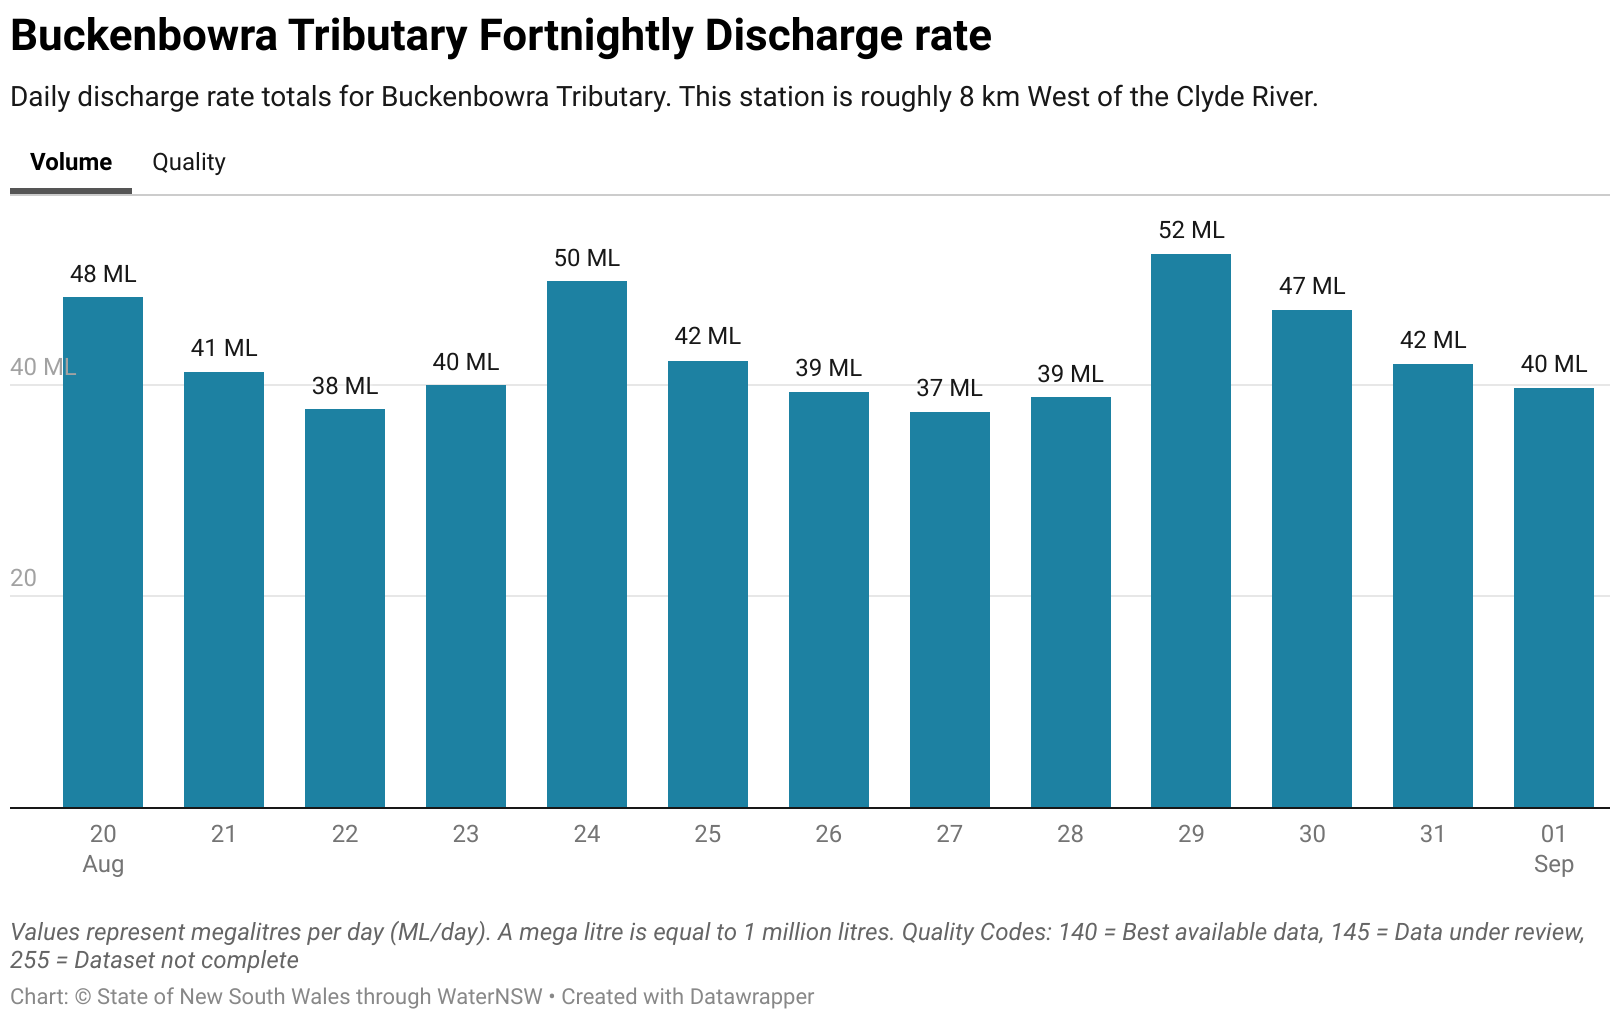 Buckenbowra Tributary Fortnightly Discharge rate
Daily discharge rate totals for Buckenbowra Tributary. This station is roughly 8 km West of the Clyde River.
Volume Quality
52 ML
50 ML
48 ML
47 ML
42 ML
42 ML
41 ML
40 ML
40 ML
39 ML
40 ML
39 ML
38 ML
37 ML
20
20 21 22 23 24 25 26 27 28 29 30 31 01
Aug Sep
Values represent megalitres per day (ML/day). A mega litre is equal to 1 million litres. Quality Codes: 140 = Best available data, 145 = Data under review,
255 = Dataset not complete
Chart: © State of New South Wales through WaterNSW • Created with Datawrapper